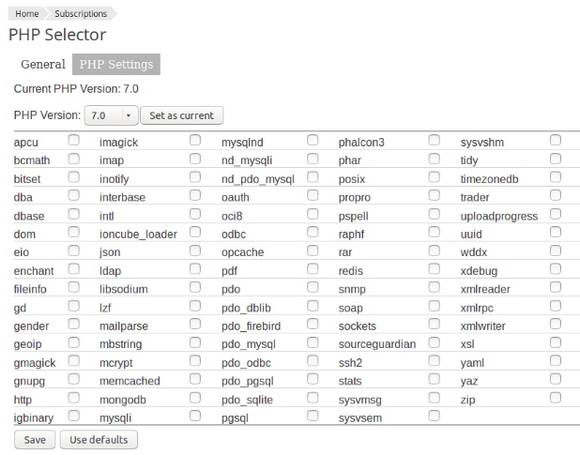 Home Subscriptions
PHP Selector
General PHP Settings
Current PHP Version: 7.0
PHP Version: 7.0 Set as current
apcu imagick mysqlnd phalcon3 sysvshm
bcmath imap nd_mysqli phar tidy
bitset inotify nd_pdo_mysql posix timezonedb
dba interbase oauth propro trader
dbase intl oci8 pspell uploadprogress
dom ioncube_loader odbc raphf uuid
eio json opcache rar wddx
enchant ldap pdf redis xdebug
fileinfo libsodium pdo snmp xmlreader
gd lzf pdo_dblib soap xmlrpc
gender mailparse pdo_firebird sockets xmlwriter
geoip mbstring pdo_mysql sourceguardian xsl
gmagick mcrypt pdo_odbc ssh2 yaml
gnupg memcached pdo_pgsql stats yaz
http mongodb pdo_sqlite sysvmsg zip
igbinary mysqli pgsql sysvsem
Save Use defaults